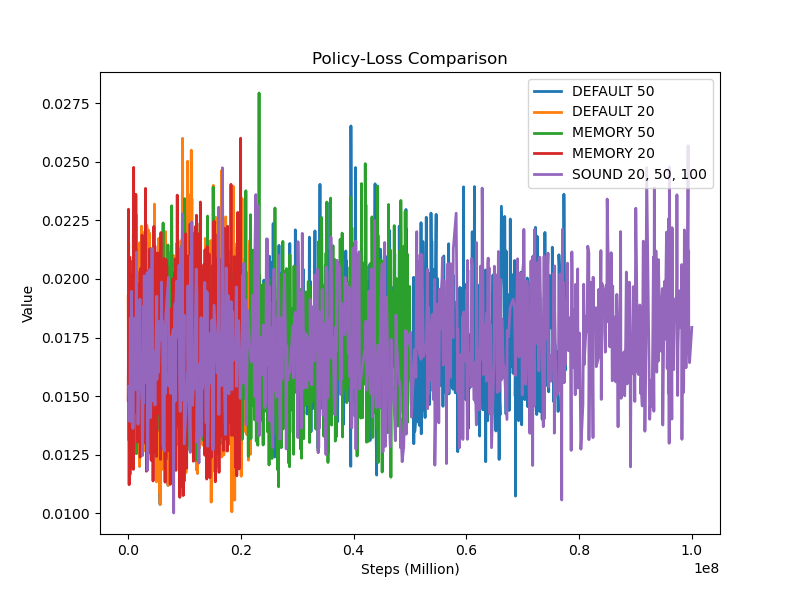 Policy-Loss Comparison
DEFAULT 50
DEFAULT 20
MEMORY 50
MEMORY 20
SOUND 20, 50, 100
Value
0.0275
0.0250
0.0225
0.0200
0.0175
0.0150
0.0125
0.0100
0.0 0.2 0.4 0.6 0.8 1.0
1e8
Steps (Million)